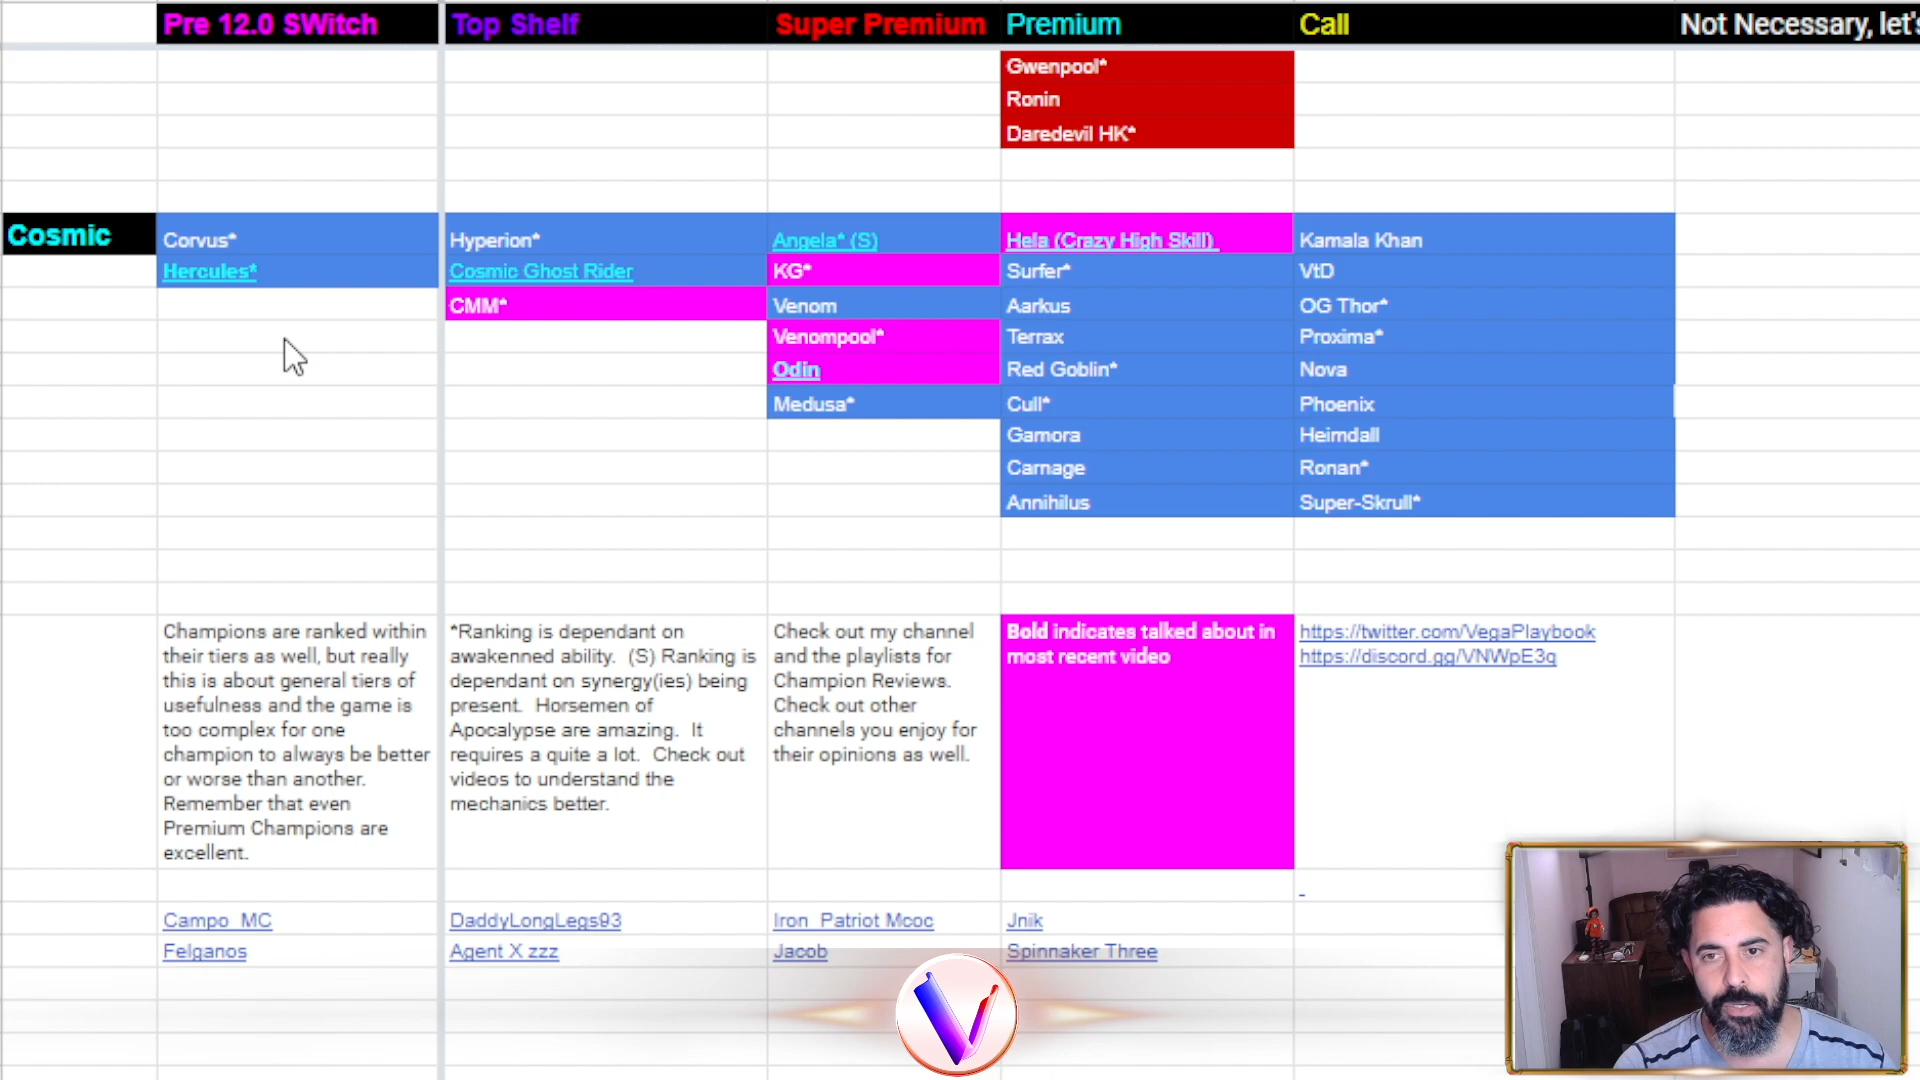 Pre 12.0 SWitch
Top Shelf
Super Premium
Premium
Call
Not Necessary, let's
Gwenpool*
Ronin
Daredevil HK*
Cosmic
Corvus*
Hyperion*
Angela* (S)
Hela (Crazy High Skill)
Kamala Khan
Hercules*
Cosmic Ghost Rider
KG*
Surfer*
VtD
CMM*
Venom
Aarkus
OG Thor*
Venompool*
Terrax
Proxima*
Odin
Red Goblin*
Nova
Medusa*
Cull*
Phoenix
Gamora
Heimdall
Carnage
Ronan*
Annihilus
Super-Skrull*
Champions are ranked within
their tiers as well, but really
this is about general tiers of
usefulness and the game is
too complex for one
champion to always be better
or worse than another.
Remember that even
Premium Champions are
excellent.
*Ranking is dependant on
awakenned ability. (S) Ranking is
dependant on synergy(ies) being
present. Horsemen of
Apocalypse are amazing. It
requires a quite a lot. Check out
videos to understand the
mechanics better.
Check out my channel
and the playlists for
Champion Reviews.
Check out other
channels you enjoy for
their opinions as well.
Bold indicates talked about in
most recent video
https://twitter.com/VegaPlaybook
https://discord.gg/VNWpE3q
Campo_MC
DaddyLongLegs93
Iron_Patriot Mcoc
Jnik
Felganos
Agent X zzz
Jacob
Spinnaker Three
V